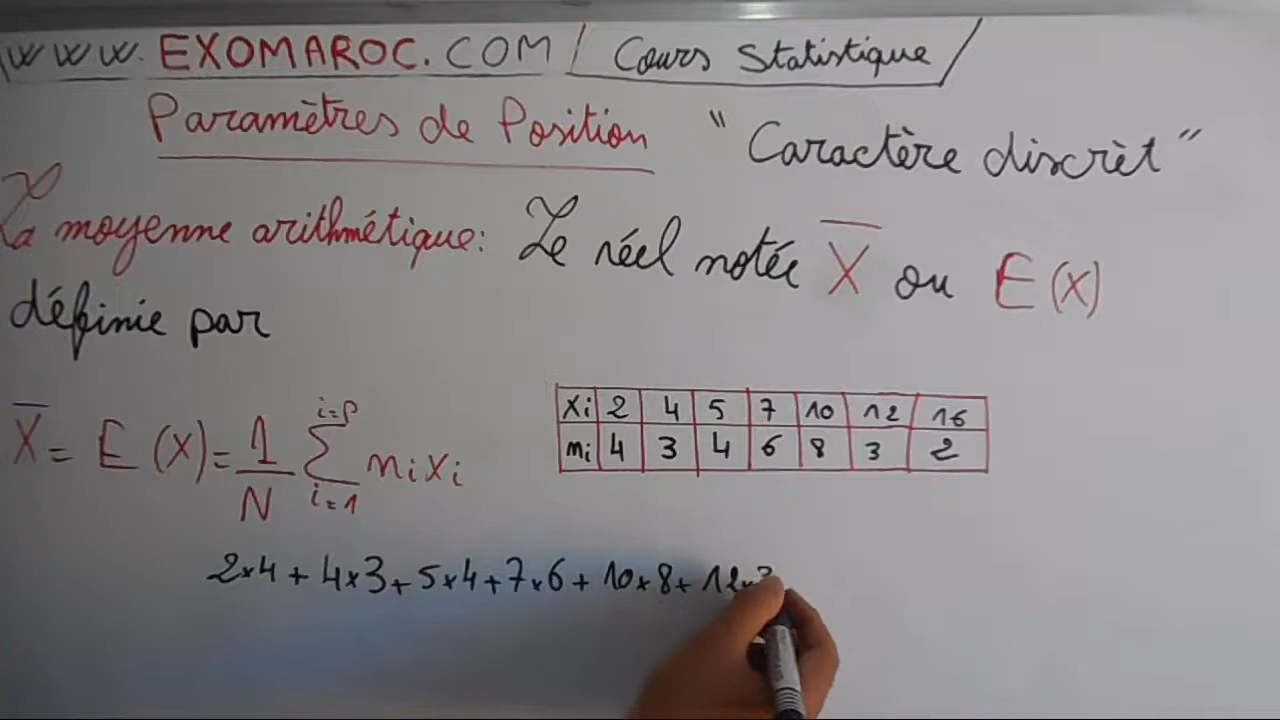 www.EXOMAROC.COM / Cours Statistique /
Paramètres de Position "Caractère discrèt"
La moyenne arithmétique: Le réel notée X̅ ou E(X)
définie par
X̅ = E(X) = 1/N Σ_{i=1}^{i=p} nixi
xi 2 4 5 7 10 12 16
ni 4 3 4 6 8 3 2
2×4 + 4×3 + 5×4 + 7×6 + 10×8 + 12×3